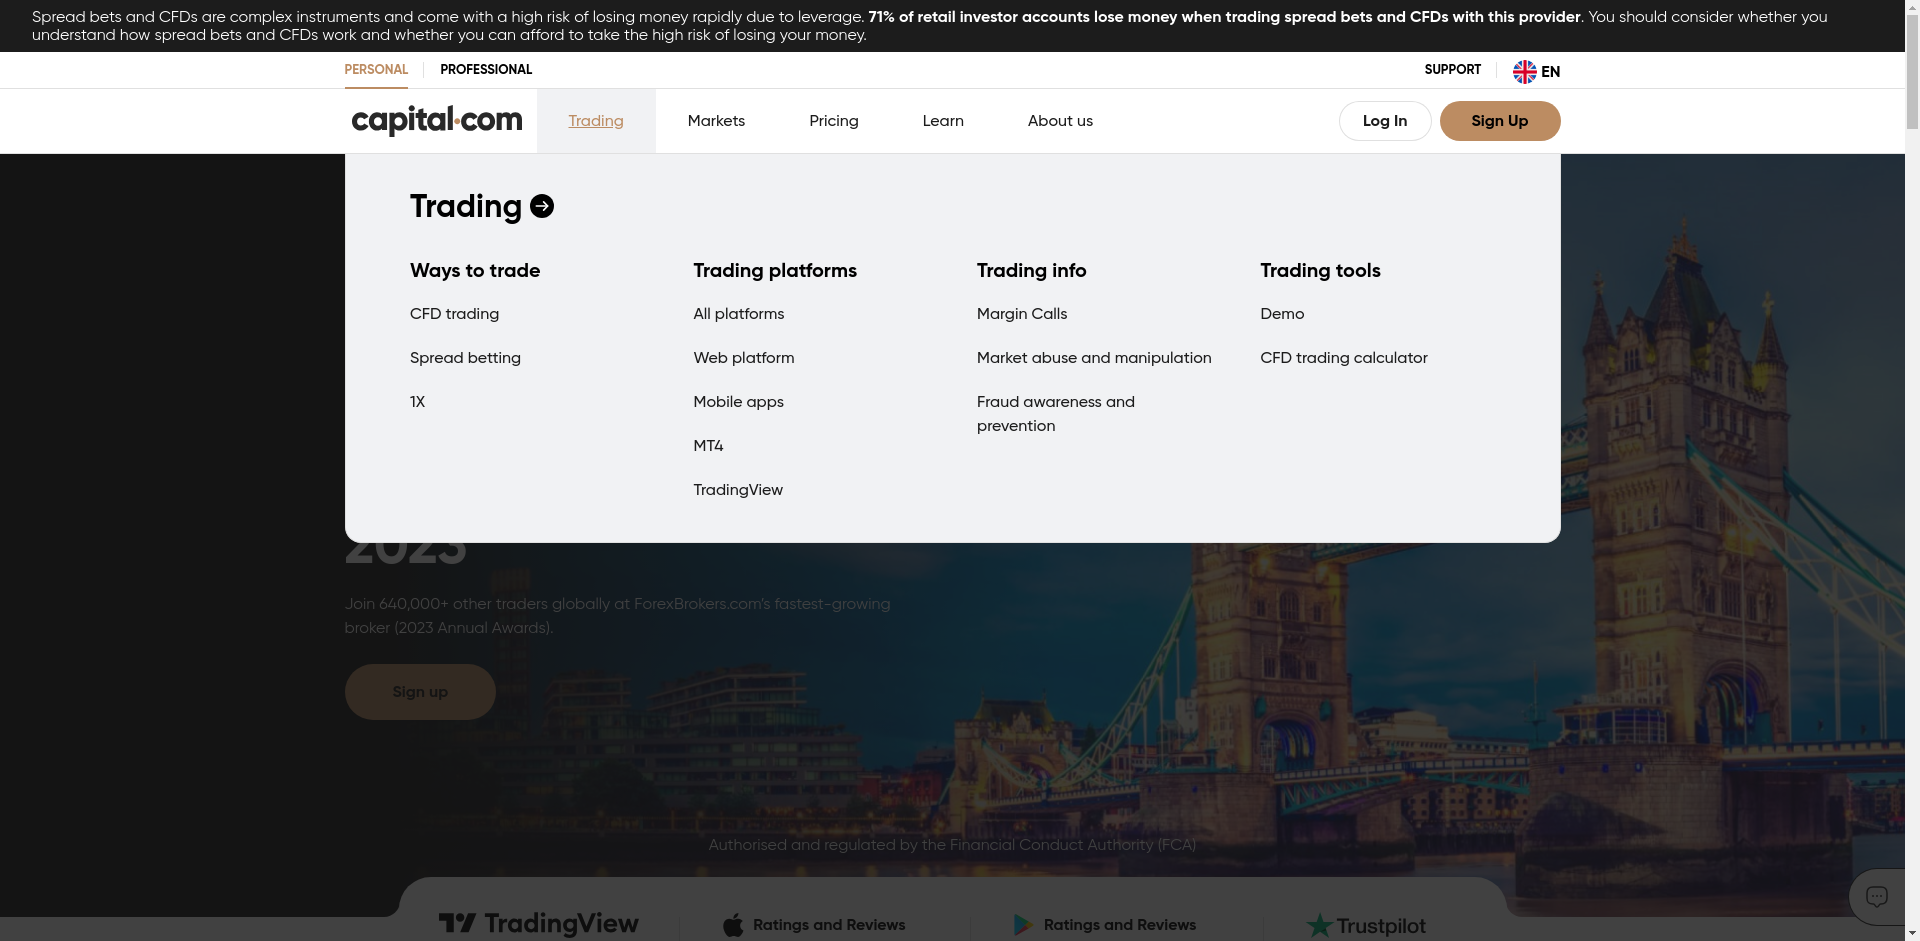 Spread bets and CFDs are complex instruments and come with a high risk of losing money rapidly due to leverage. 71% of retail investor accounts lose money when trading spread bets and CFDs with this provider. You should consider whether you
understand how spread bets and CFDs work and whether you can afford to take the high risk of losing your money.
PERSONAL PROFESSIONAL SUPPORT EN
capital.com Trading Markets Pricing Learn About us Log In Sign Up
Trading
Ways to trade
CFD trading
Spread betting
1X
Trading platforms
All platforms
Web platform
Mobile apps
MT4
TradingView
Trading info
Margin Calls
Market abuse and manipulation
Fraud awareness and
prevention
Trading tools
Demo
CFD trading calculator
2023
Join 640,000+ other traders globally at ForexBrokers.com's fastest-growing
broker (2023 Annual Awards).
Sign up
Authorised and regulated by the Financial Conduct Authority (FCA)
TradingView Ratings and Reviews Ratings and Reviews Trustpilot